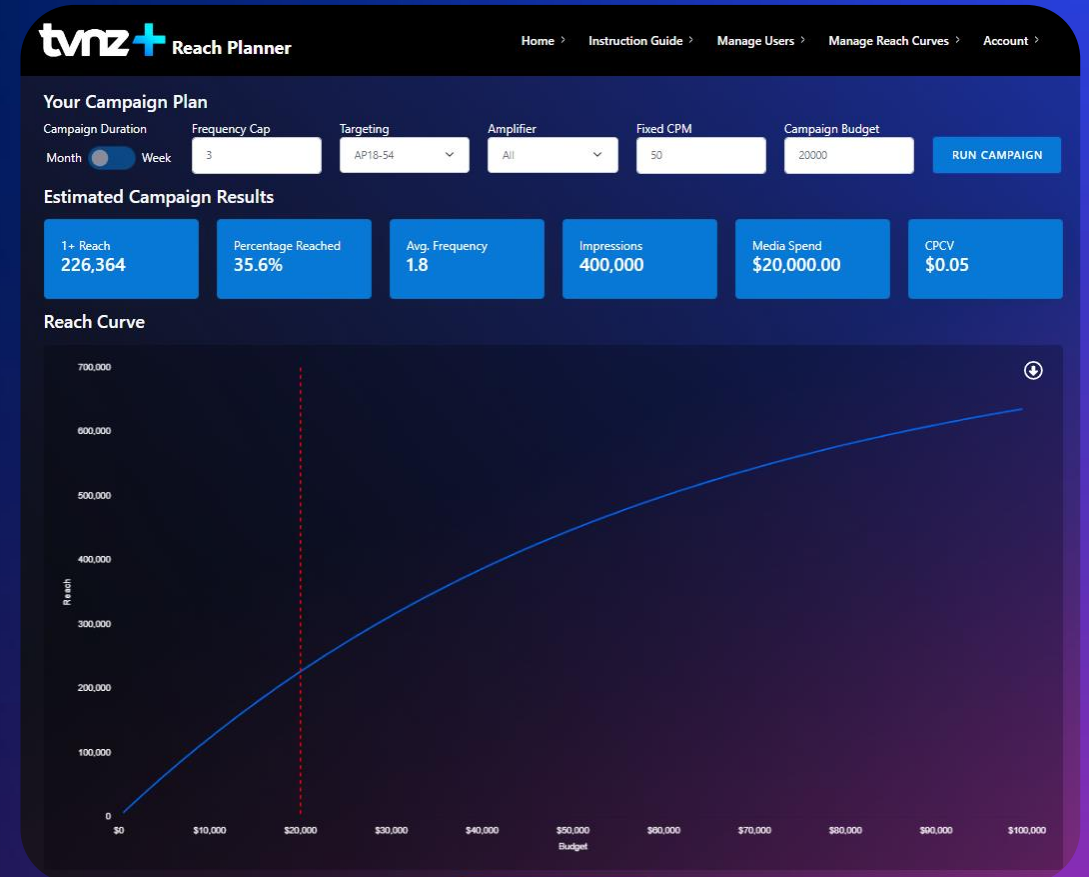 tvnz+ Reach Planner
Home > Instruction Guide > Manage Users > Manage Reach Curves > Account >
Your Campaign Plan
Campaign Duration Frequency Cap Targeting Amplifier Fixed CPM Campaign Budget
Month Week 3 AP18-54 All 50 20000 RUN CAMPAIGN
Estimated Campaign Results
1+ Reach Percentage Reached Avg. Frequency Impressions Media Spend CPCV
226,364 35.6% 1.8 400,000 $20,000.00 $0.05
Reach Curve
700,000
600,000
500,000
400,000
Reach
300,000
200,000
100,000
0
$0 $10,000 $20,000 $30,000 $40,000 $50,000 $60,000 $70,000 $80,000 $90,000 $100,000
Budget